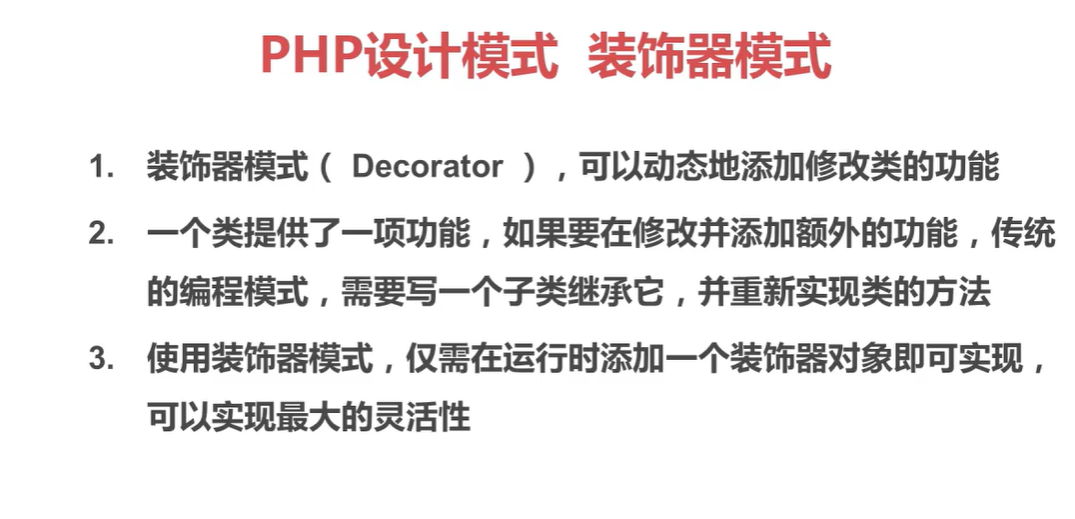 PHP设计模式 装饰器模式
1. 装饰器模式（ Decorator ），可以动态地添加修改类的功能
2. 一个类提供了一项功能，如果要在修改并添加额外的功能，传统
的编程模式，需要写一个子类继承它，并重新实现类的方法
3. 使用装饰器模式，仅需在运行时添加一个装饰器对象即可实现，
可以实现最大的灵活性